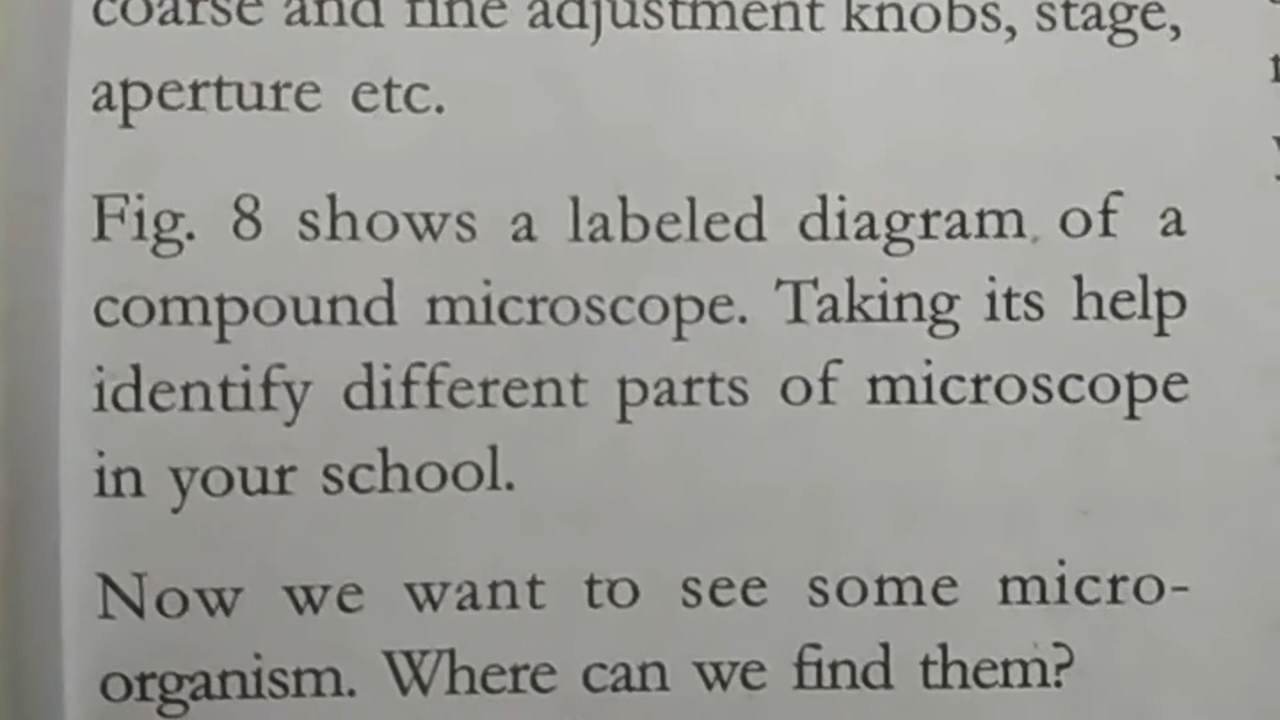 coarse and fine adjustment knobs, stage,
aperture etc.
Fig. 8 shows a labeled diagram of a
compound microscope. Taking its help
identify different parts of microscope
in your school.
Now we want to see some micro-
organism. Where can we find them?